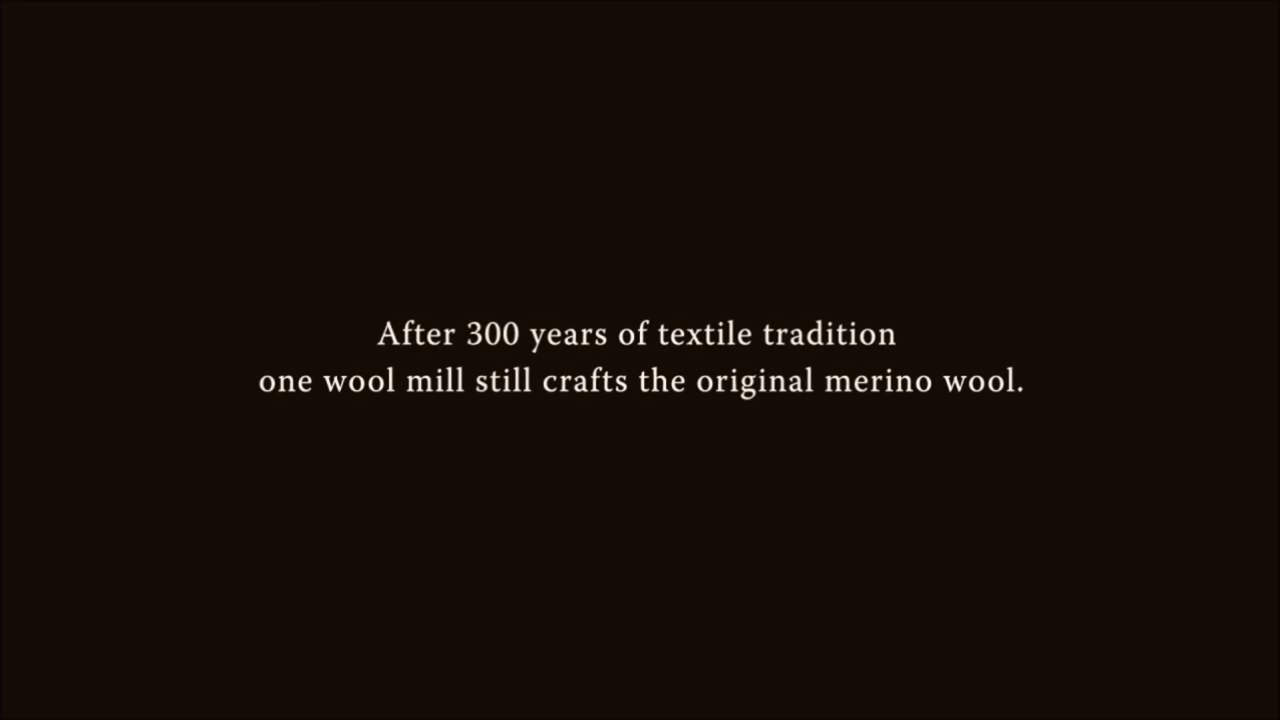 After 300 years of textile tradition
one wool mill still crafts the original merino wool.